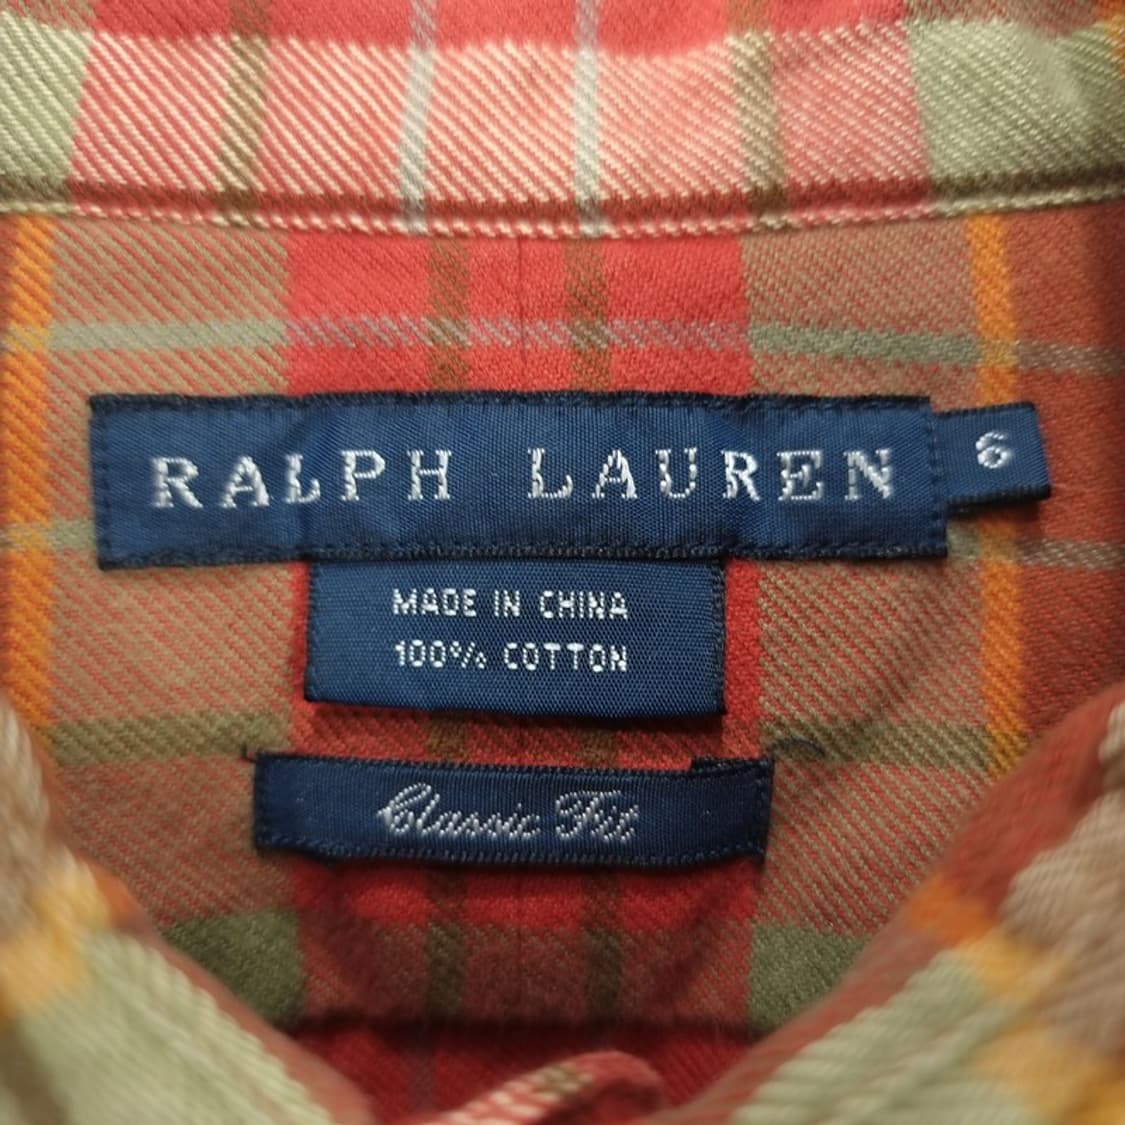 RALPH LAUREN 6
MADE IN CHINA
100% COTTON
Classic Fit